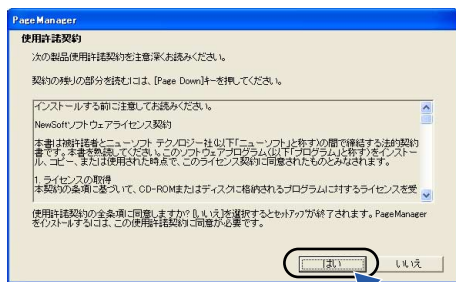 PageManager
使用許諾契約
次の製品使用許諾契約を注意深くお読みください。
契約の残りの部分を読むには、[Page Down]キーを押してください。
インストールする前に注意してお読みください。
NewSoftソフトウェアライセンス契約
本書は被許諾者とニューソフト テクノロジー社(以下「ニューソフト」と称す)の間で締結する法的契約
書です。本書を熟読してください。このソフトウェアプログラム(以下「プログラム」と称す)をインストー
ル、コピー、または使用された時点で、このライセンス契約に同意されたものとみなされます。
1. ライセンスの取得
本契約の条項に基づいて、CD-ROMまたはディスクに格納されるプログラムに対するライセンスを受
使用許諾契約の全条項に同意しますか? [いいえ]を選択するとセットアップが終了されます。PageManager
をインストールするには、この使用許諾契約に同意が必要です。
はい
いいえ